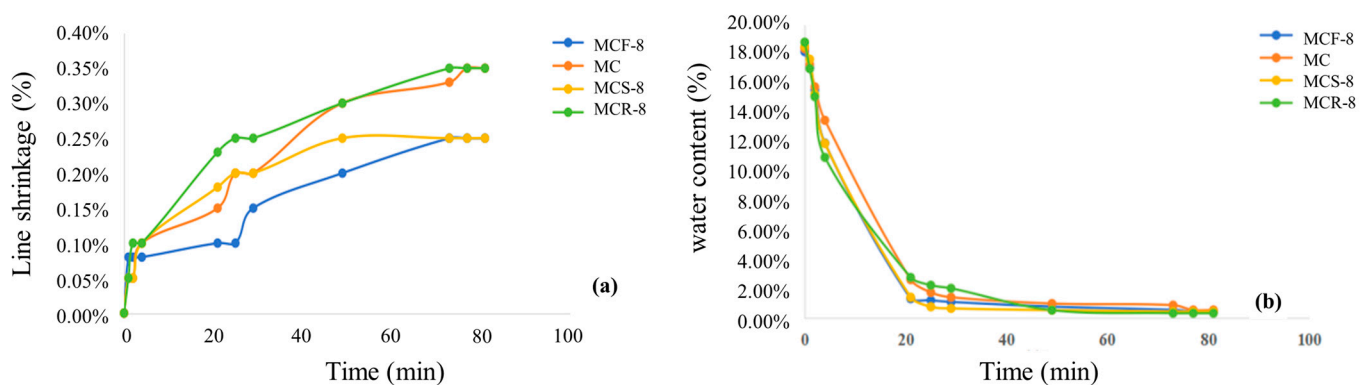 0.40%
0.35%
0.30%
0.25%
0.20%
0.15%
0.10%
0.05%
0.00%
Line shrinkage (%)
0 20 40 60 80 100
Time (min)
MCF-8
MC
MCS-8
MCR-8
(a)
20.00%
18.00%
16.00%
14.00%
12.00%
10.00%
8.00%
6.00%
4.00%
2.00%
0.00%
water content (%)
0 20 40 60 80 100
Time (min)
MCF-8
MC
MCS-8
MCR-8
(b)